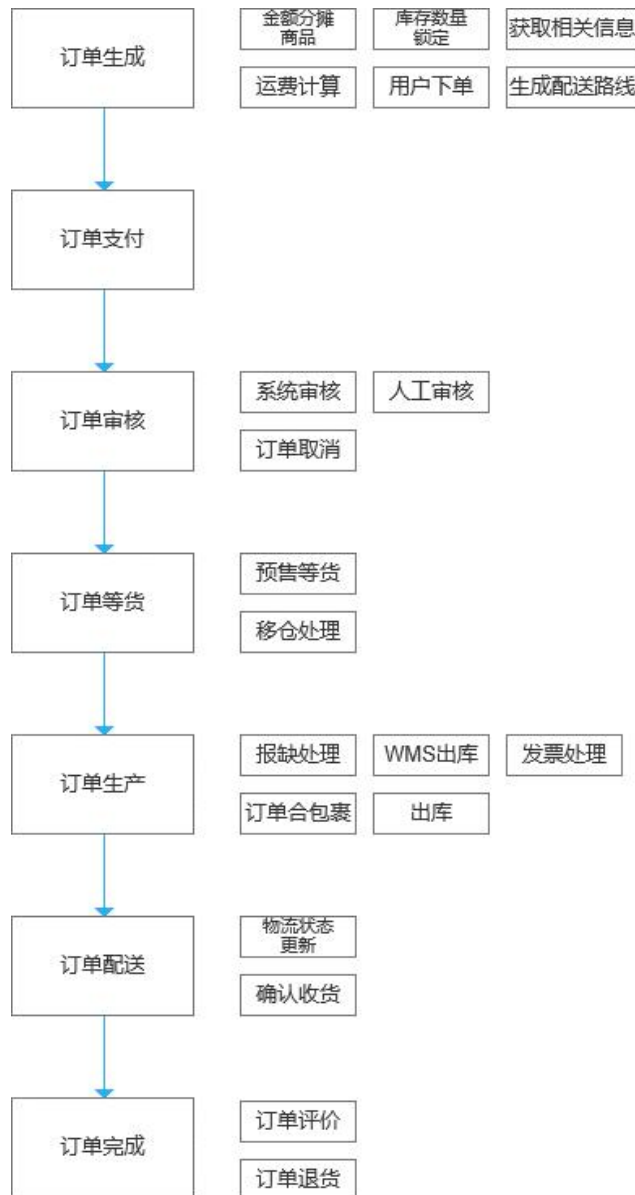 订单生成
金额分摊
商品
库存数量
锁定
获取相关信息
运费计算
用户下单
生成配送路线
订单支付
订单审核
系统审核
人工审核
订单取消
订单等货
预售等货
移仓处理
订单生产
报缺处理
WMS出库
发票处理
订单合包裹
出库
订单配送
物流状态
更新
确认收货
订单完成
订单评价
订单退货